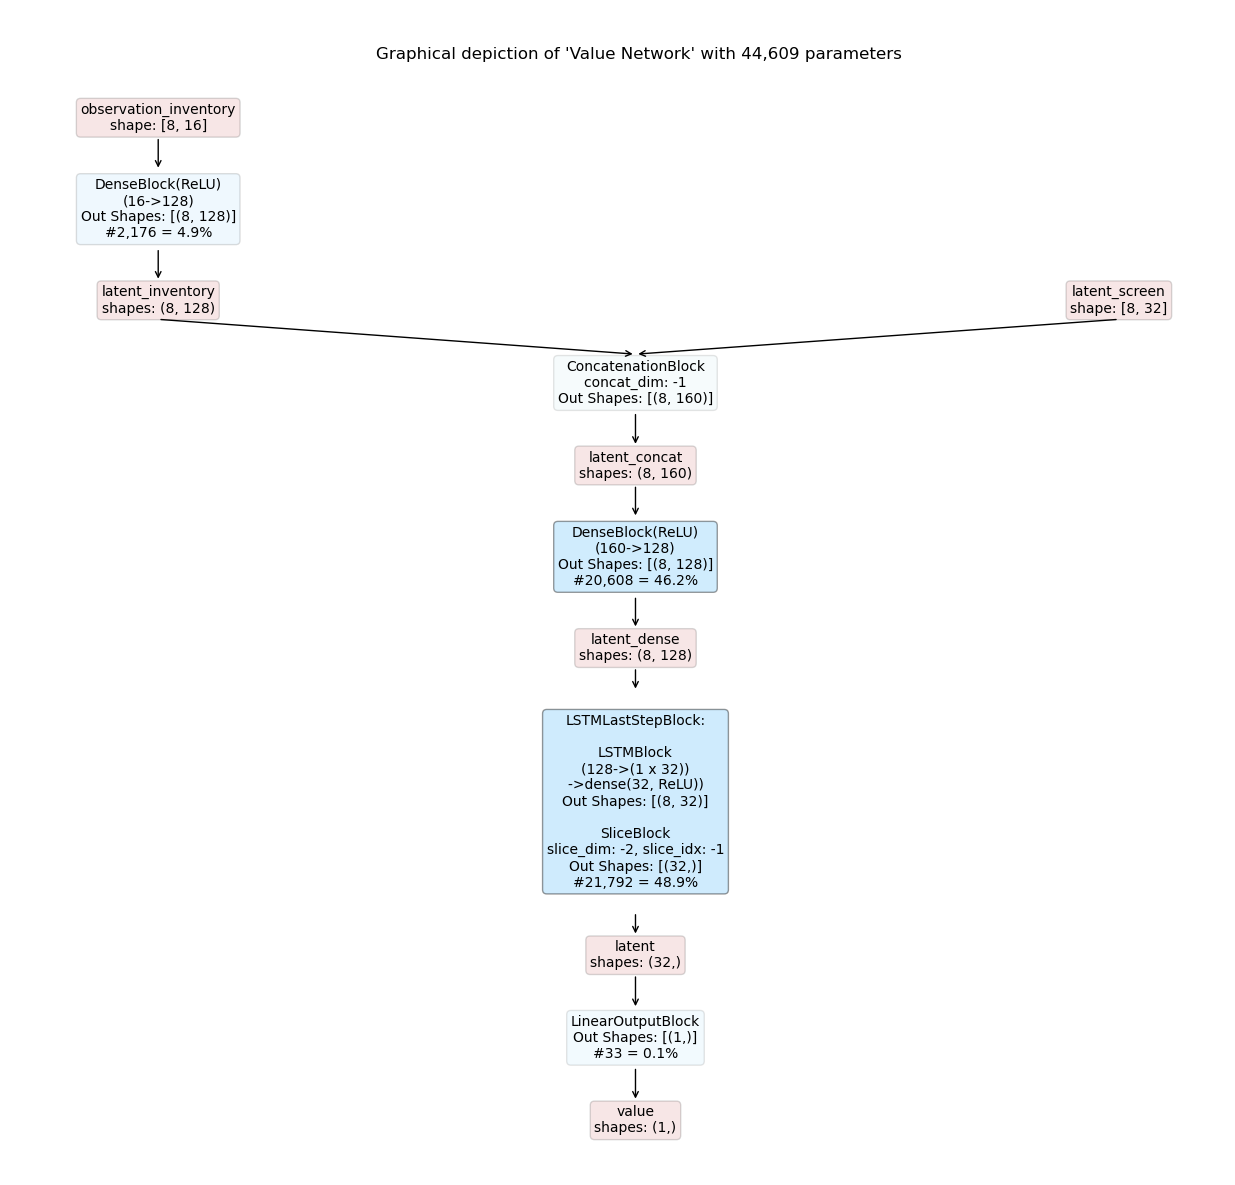 Graphical depiction of 'Value Network' with 44,609 parameters
observation_inventory
shape: [8, 16]
DenseBlock(ReLU)
(16->128)
Out Shapes: [(8, 128)]
#2,176 = 4.9%
latent_inventory
shapes: (8, 128)
latent_screen
shape: [8, 32]
ConcatenationBlock
concat_dim: -1
Out Shapes: [(8, 160)]
latent_concat
shapes: (8, 160)
DenseBlock(ReLU)
(160->128)
Out Shapes: [(8, 128)]
#20,608 = 46.2%
latent_dense
shapes: (8, 128)
LSTMLastStepBlock:
LSTMBlock
(128->(1 x 32))
->dense(32, ReLU))
Out Shapes: [(8, 32)]
SliceBlock
slice_dim: -2, slice_idx: -1
Out Shapes: [(32,)]
#21,792 = 48.9%
latent
shapes: (32,)
LinearOutputBlock
Out Shapes: [(1,)]
#33 = 0.1%
value
shapes: (1,)